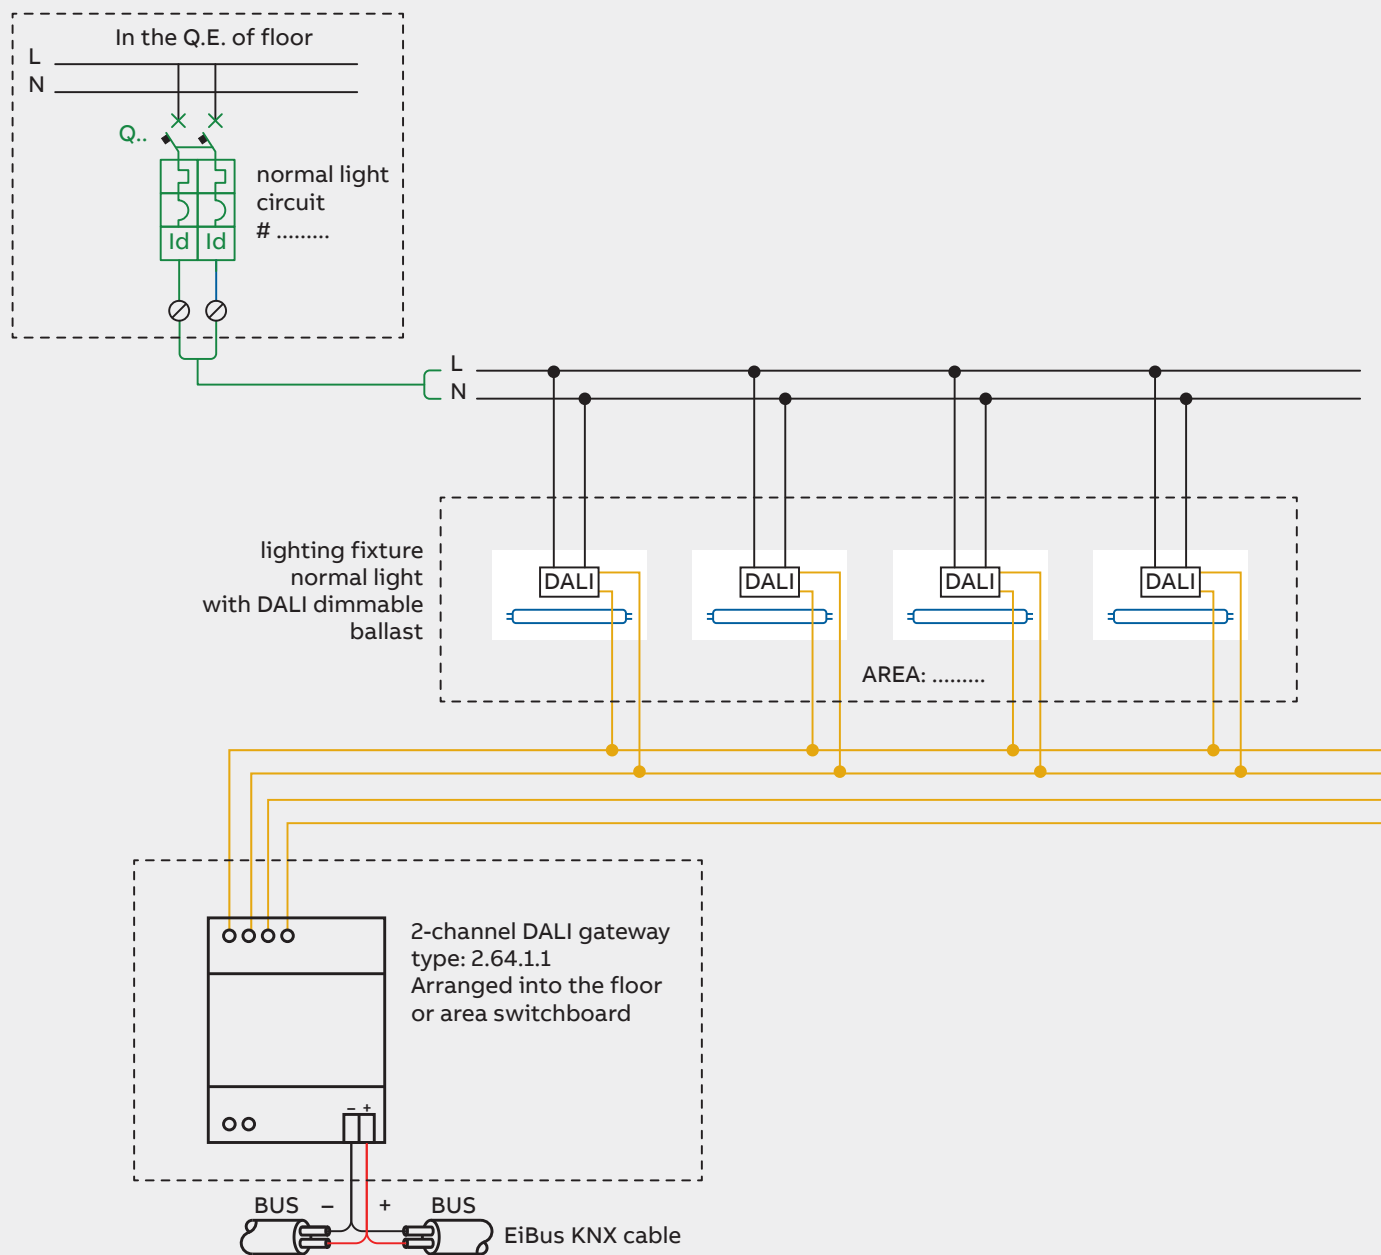 In the Q.E. of floor
L
N
Q..
normal light
circuit
# .........
Id Id
L
N
lighting fixture
normal light
with DALI dimmable
ballast
DALI DALI DALI DALI
AREA: .........
2-channel DALI gateway
type: 2.64.1.1
Arranged into the floor
or area switchboard
– +
BUS – + BUS
EiBus KNX cable